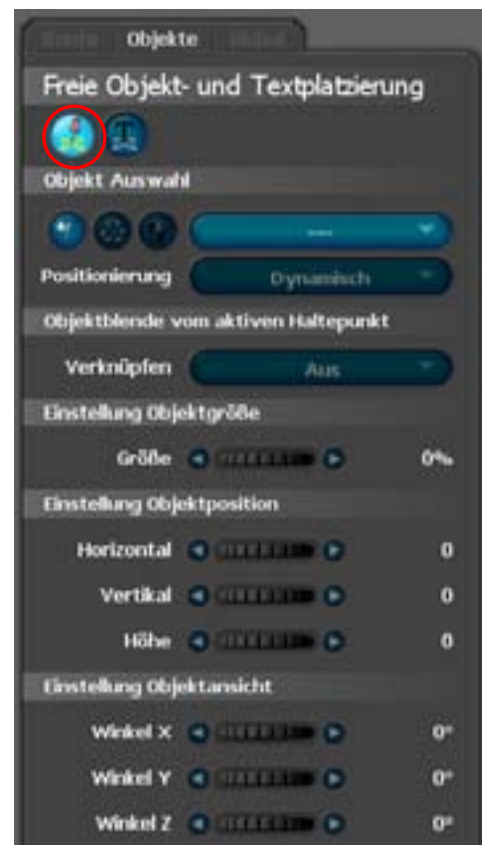 Objekte
Freie Objekt- und Textplatzierung
Objekt Auswahl
---
Positionierung Dynamisch
Objektblende vom aktiven Haltepunkt
Verknüpfen Aus
Einstellung Objektgröße
Größe 0%
Einstellung Objektposition
Horizontal 0
Vertikal 0
Höhe 0
Einstellung Objektansicht
Winkel X 0°
Winkel Y 0°
Winkel Z 0°